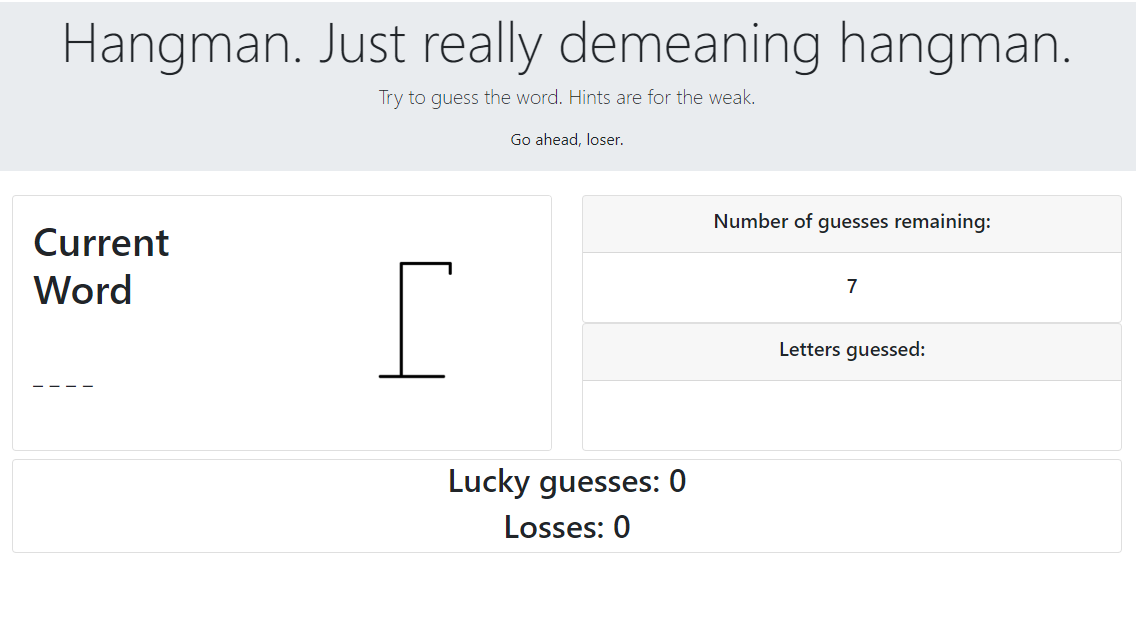 Hangman. Just really demeaning hangman.
Try to guess the word. Hints are for the weak.
Go ahead, loser.
Current
Word
_ _ _ _
Number of guesses remaining:
7
Letters guessed:
Lucky guesses: 0
Losses: 0